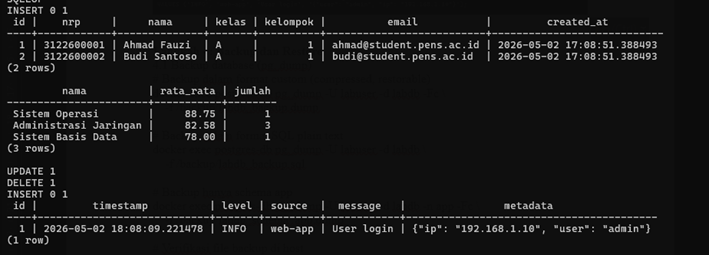 INSERT 0 1
 id |    nrp     |     nama     | kelas | kelompok |         email         |         created_at
----+------------+--------------+-------+----------+-----------------------+----------------------------
  1 | 3122600001 | Ahmad Fauzi  | A     |        1 | ahmad@student.pens.ac.id | 2026-05-02 17:08:51.388493
  2 | 3122600002 | Budi Santoso | A     |        1 | budi@student.pens.ac.id  | 2026-05-02 17:08:51.388493
(2 rows)
        nama         | rata_rata | jumlah
---------------------+-----------+--------
 Sistem Operasi      |     88.75 |      1
 Administrasi Jaringan |     82.58 |      3
 Sistem Basis Data   |     78.00 |      1
(3 rows)
UPDATE 1
DELETE 1
INSERT 0 1
 id |         timestamp          | level | source  |  message   |                 metadata
----+----------------------------+-------+---------+------------+------------------------------------------
  1 | 2026-05-02 18:08:09.221478 | INFO  | web-app | User login | {"ip": "192.168.1.10", "user": "admin"}
(1 row)